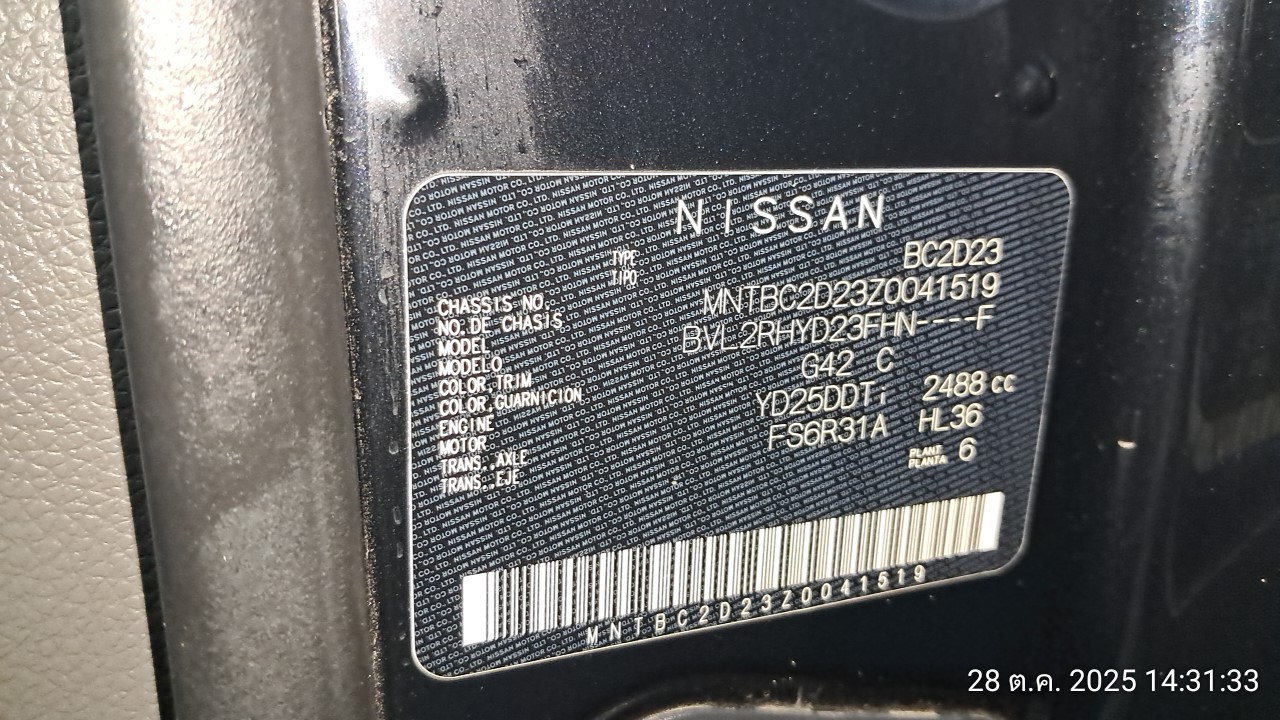 NISSAN
TYPE BC2D23
TIPO
CHASSIS NO. MNTBC2D23Z0041519
NO. DE CHASIS
MODEL BVL2RHYD23FHN----F
MODELO
COLOR,TRIM G42 C
COLOR,GUARNICION
ENGINE YD25DDTi 2488 cc
MOTOR
TRANS.,AXLE FS6R31A HL36
TRANS.,EJE
PLANT 6
PLANTA
MNTBC2D23Z0041519
28 ต.ค. 2025 14:31:33